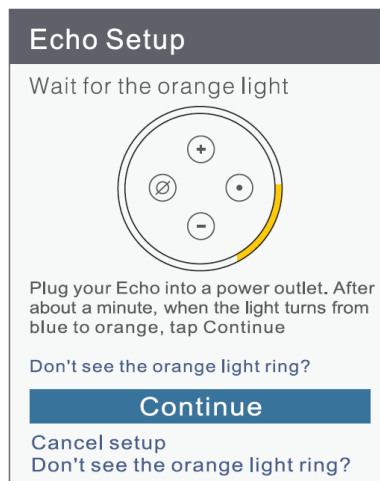 Echo Setup
Wait for the orange light
Plug your Echo into a power outlet. After
about a minute, when the light turns from
blue to orange, tap Continue
Don't see the orange light ring?
Continue
Cancel setup
Don't see the orange light ring?